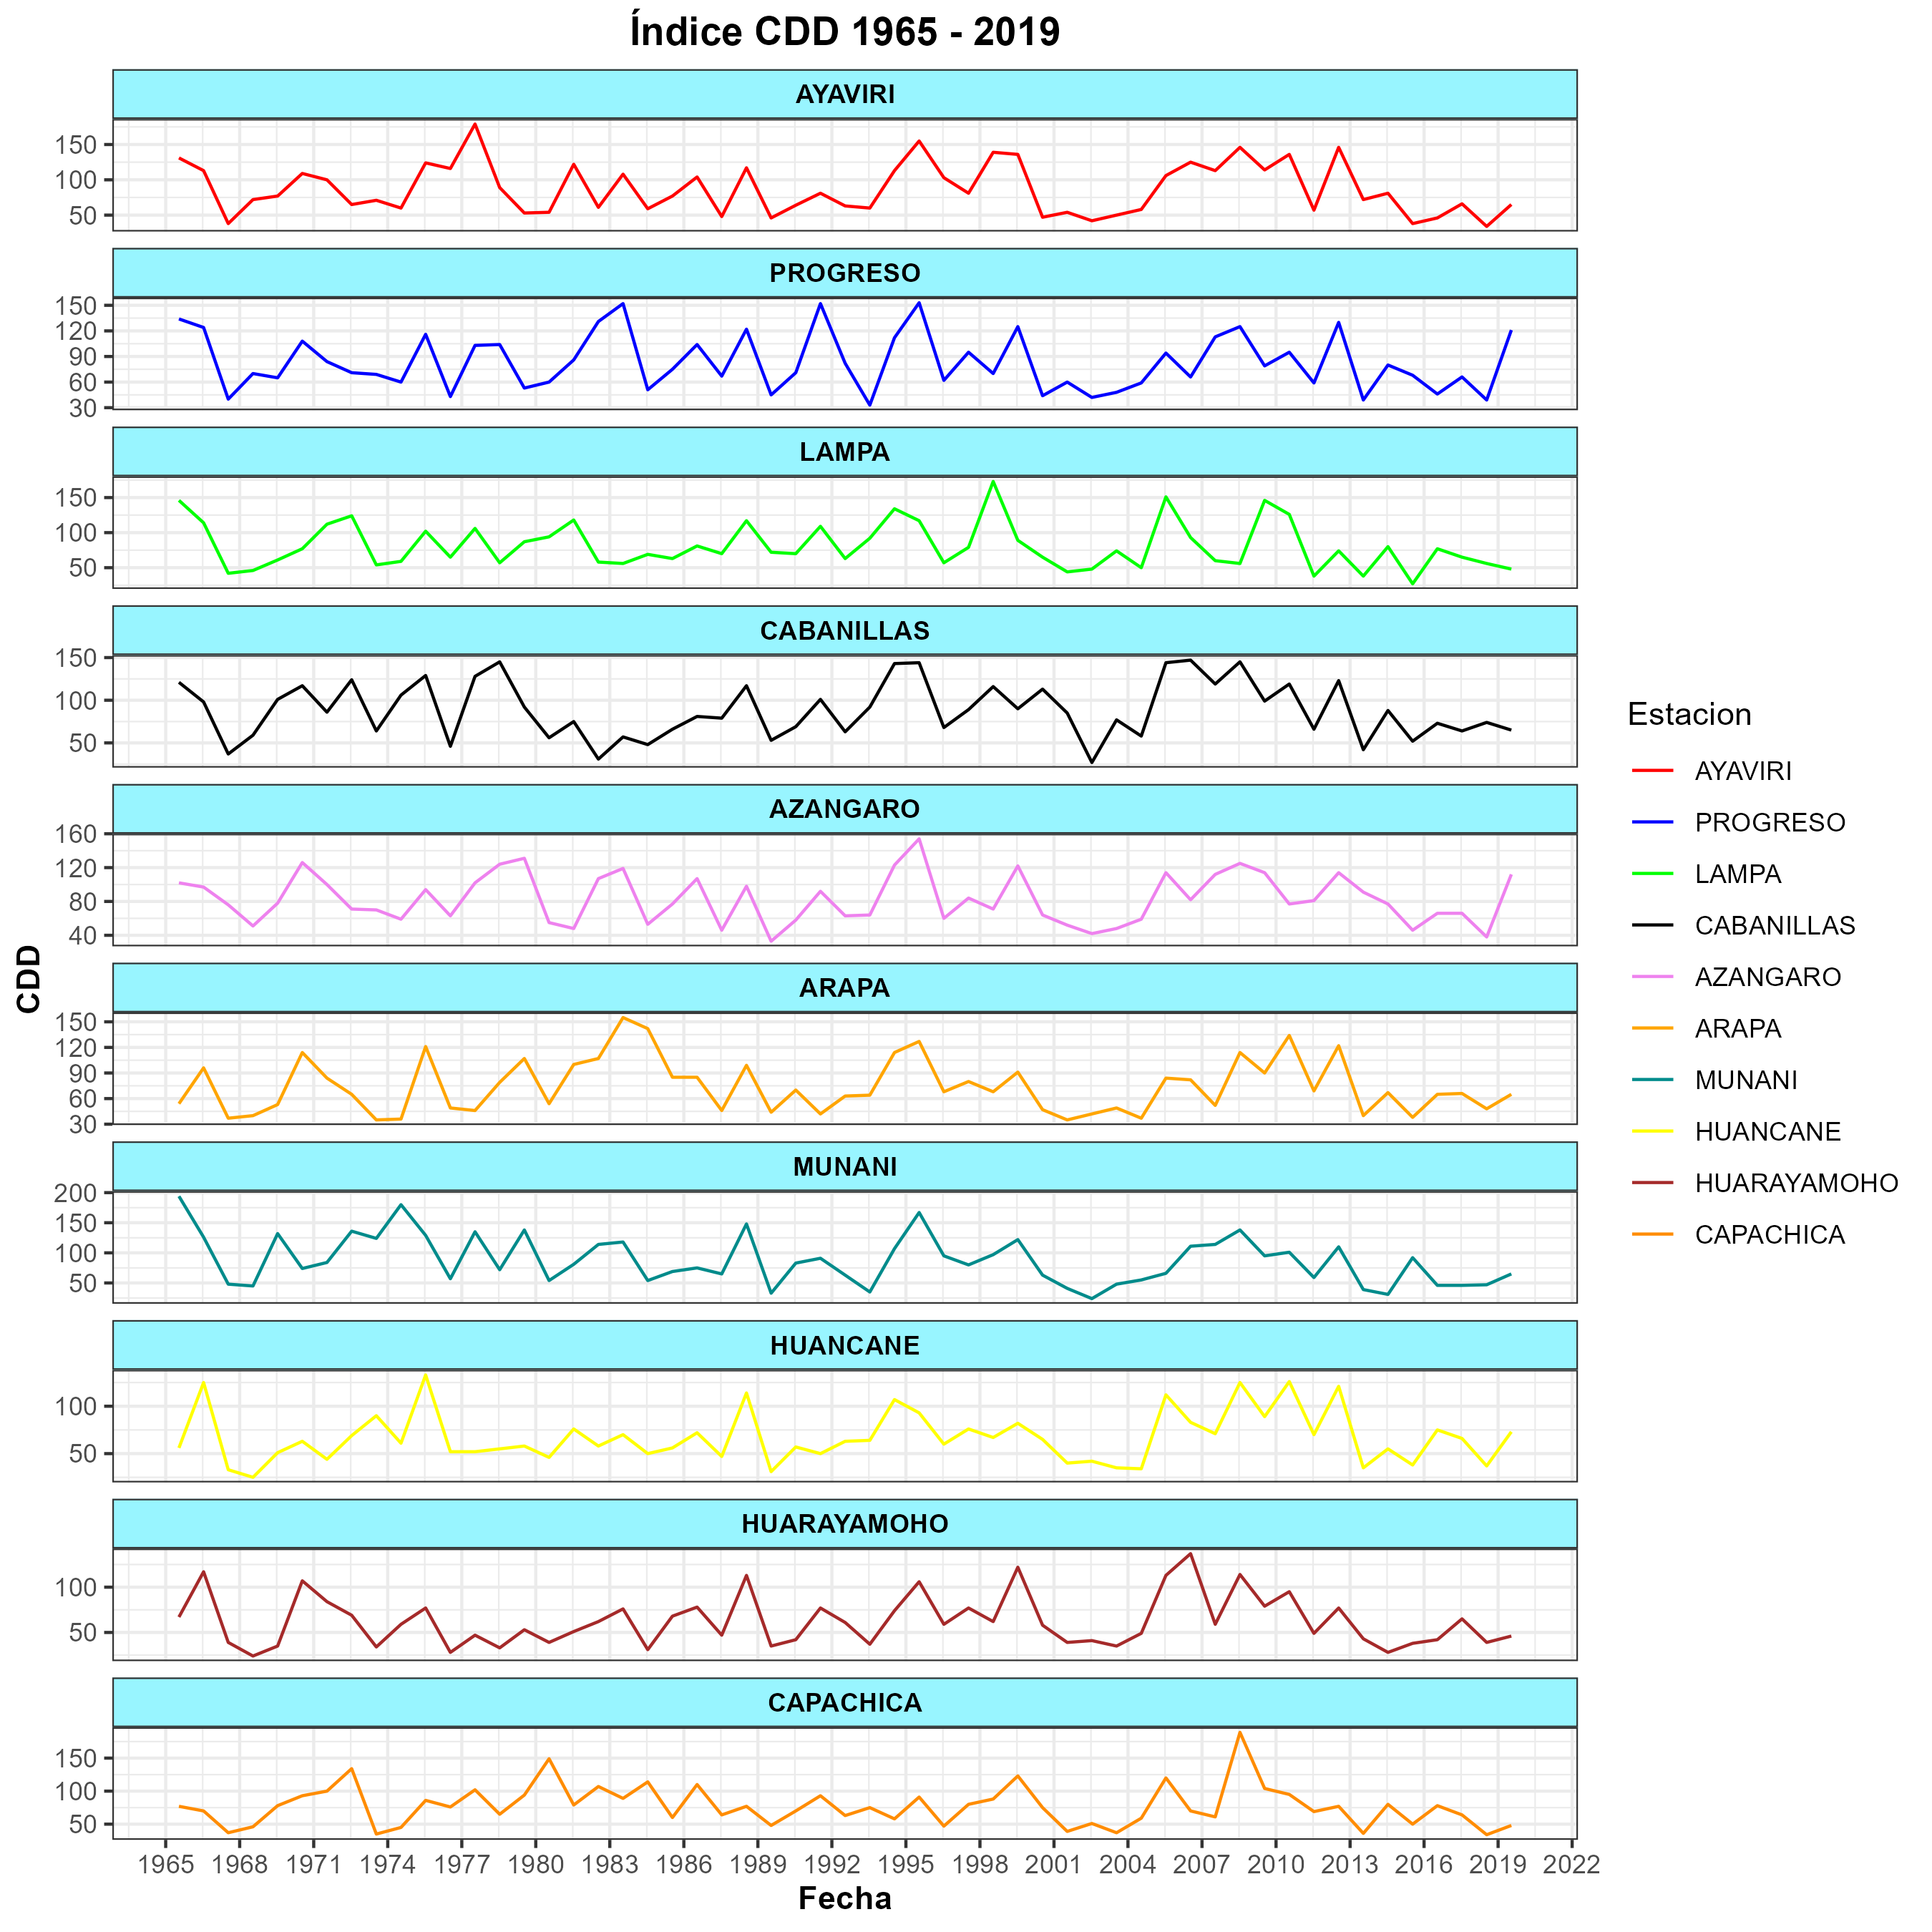 Índice CDD 1965 - 2019
AYAVIRI
150
100
50
PROGRESO
150
120
90
60
30
LAMPA
150
100
50
CABANILLAS
150
100
50
AZANGARO
160
120
80
40
ARAPA
150
120
90
60
30
MUNANI
200
150
100
50
HUANCANE
100
50
HUARAYAMOHO
100
50
CAPACHICA
150
100
50
1965 1968 1971 1974 1977 1980 1983 1986 1989 1992 1995 1998 2001 2004 2007 2010 2013 2016 2019 2022
Fecha
CDD
Estacion
AYAVIRI
PROGRESO
LAMPA
CABANILLAS
AZANGARO
ARAPA
MUNANI
HUANCANE
HUARAYAMOHO
CAPACHICA